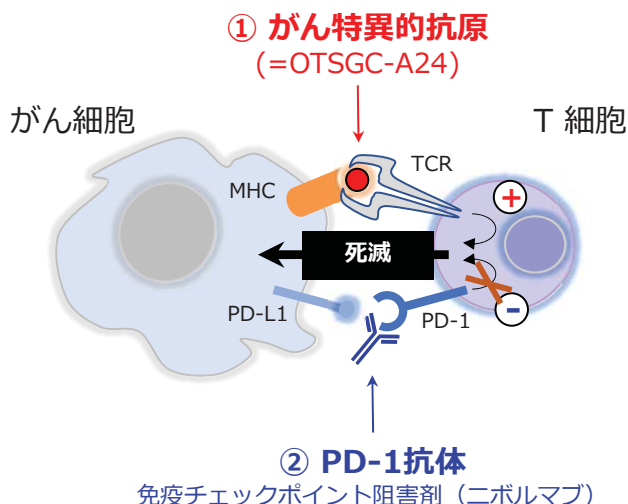 ① がん特異的抗原
(=OTSGC-A24)
がん細胞
T 細胞
TCR
MHC
+
死滅
PD-L1
PD-1
-
② PD-1抗体
免疫チェックポイント阻害剤（ニボルマブ）